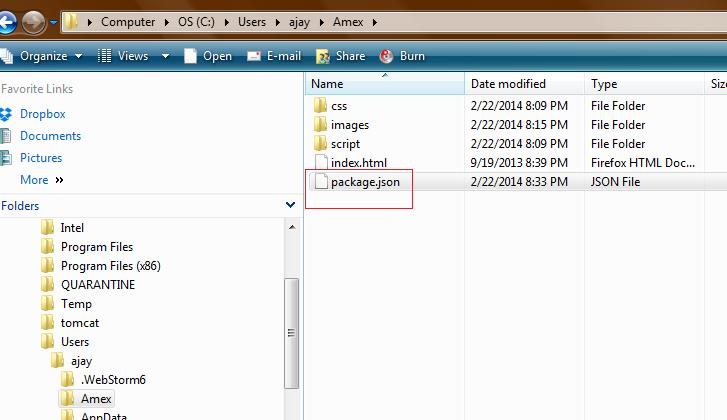 Computer ▸ OS (C:) ▸ Users ▸ ajay ▸ Amex ▸
Organize Views Open E-mail Share Burn
Favorite Links
Dropbox
Documents
Pictures
More »
Folders
Intel
Program Files
Program Files (x86)
QUARANTINE
Temp
tomcat
Users
ajay
.WebStorm6
Amex
AppData
Name Date modified Type Siz
css 2/22/2014 8:09 PM File Folder
images 2/22/2014 8:15 PM File Folder
script 2/22/2014 8:09 PM File Folder
index.html 9/19/2013 8:39 PM Firefox HTML Doc...
package.json 2/22/2014 8:33 PM JSON File